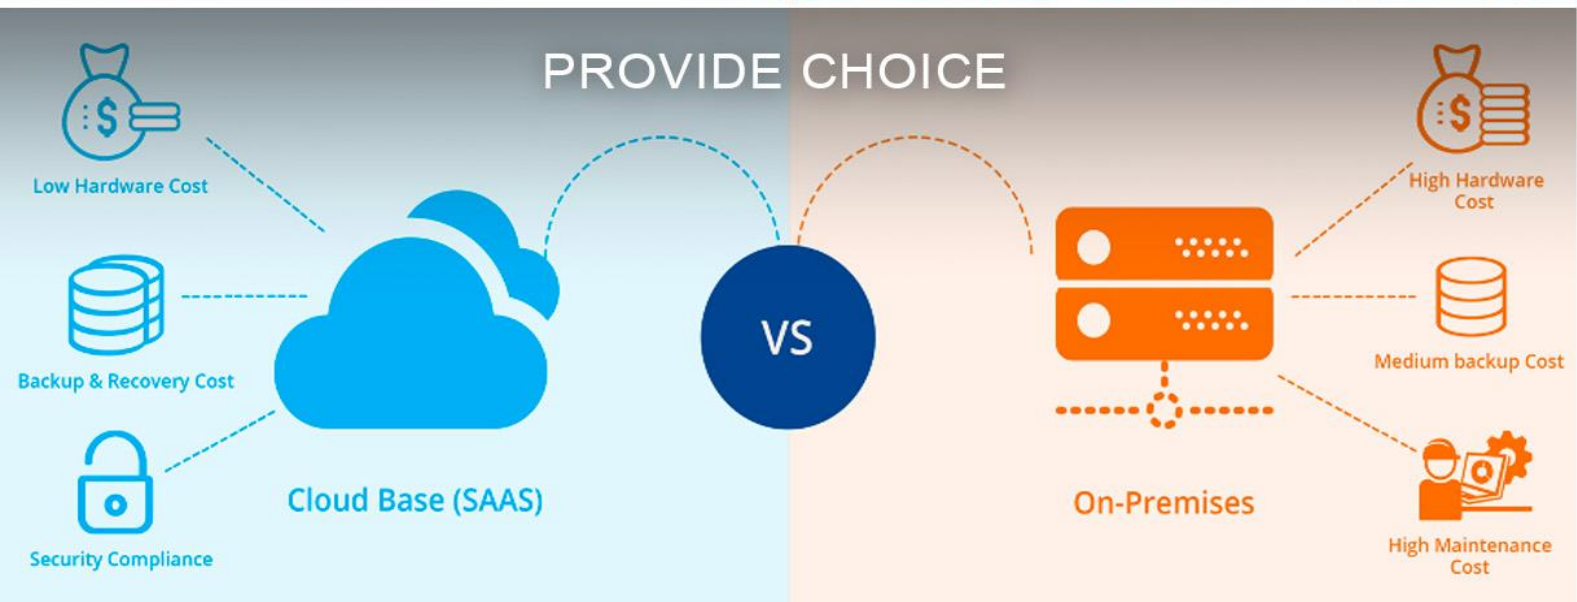 PROVIDE CHOICE
Low Hardware Cost
Backup & Recovery Cost
Security Compliance
Cloud Base (SAAS)
VS
On-Premises
High Hardware
Cost
Medium backup Cost
High Maintenance
Cost